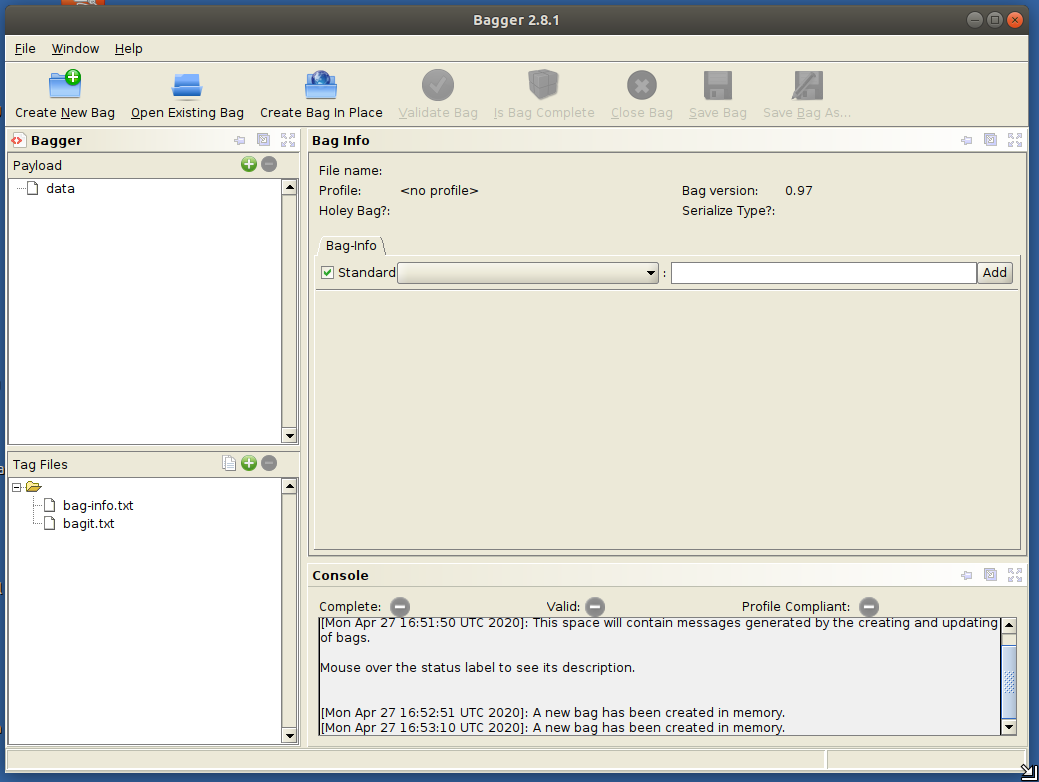 Bagger 2.8.1
File Window Help
Create New Bag Open Existing Bag Create Bag In Place Validate Bag Is Bag Complete Close Bag Save Bag Save Bag As...
Bagger
Payload
data
Tag Files
bag-info.txt
bagit.txt
Bag Info
File name:
Profile: <no profile> Bag version: 0.97
Holey Bag?: Serialize Type?:
Bag-Info
Standard : Add
Console
Complete: Valid: Profile Compliant:
[Mon Apr 27 16:51:50 UTC 2020]: This space will contain messages generated by the creating and updating
of bags.
Mouse over the status label to see its description.
[Mon Apr 27 16:52:51 UTC 2020]: A new bag has been created in memory.
[Mon Apr 27 16:53:10 UTC 2020]: A new bag has been created in memory.